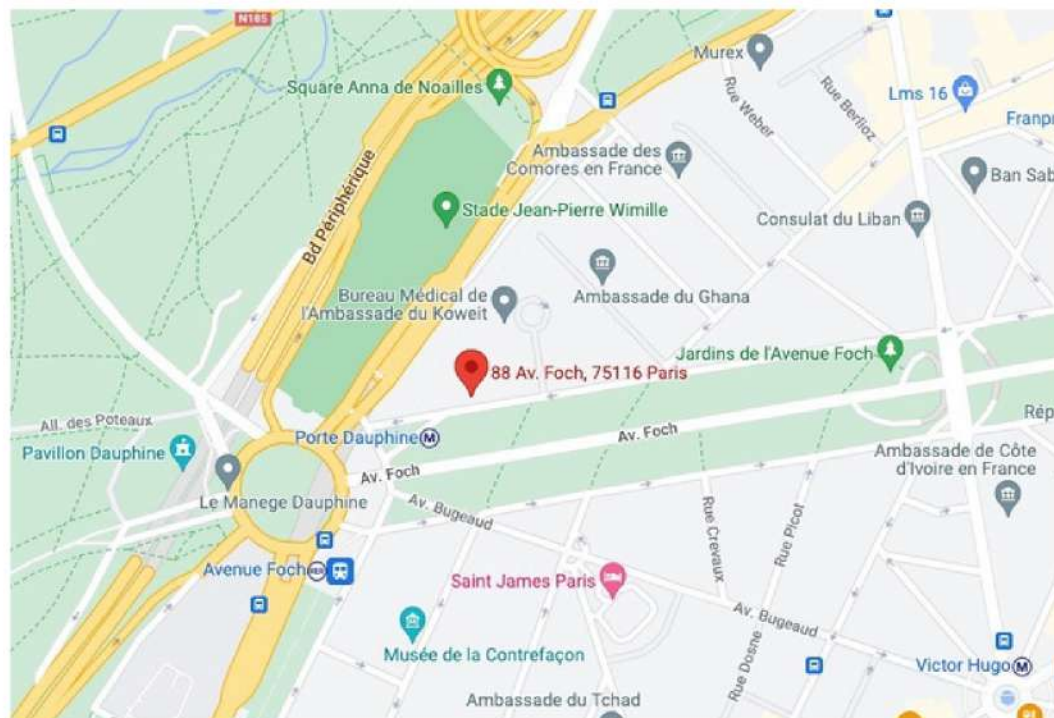 N185
Murex
Square Anna de Noailles
Rue Weber
Rue Berlioz
Lms 16
Franpr
Ambassade des
Comores en France
Ban Sab
Bd Périphérique
Stade Jean-Pierre Wimille
Consulat du Liban
Bureau Médical de
l'Ambassade du Koweit
Ambassade du Ghana
Jardins de l'Avenue Foch
88 Av. Foch, 75116 Paris
All. des Poteaux
Porte Dauphine M
Av. Foch
Rép
Pavillon Dauphine
Av. Foch
Ambassade de Côte
d'Ivoire en France
Le Manege Dauphine
Av. Bugeaud
Rue Crevaux
Rue Picot
Avenue Foch RER
Saint James Paris
Av. Bugeaud
Musée de la Contrefaçon
Rue Dosne
Victor Hugo M
Ambassade du Tchad